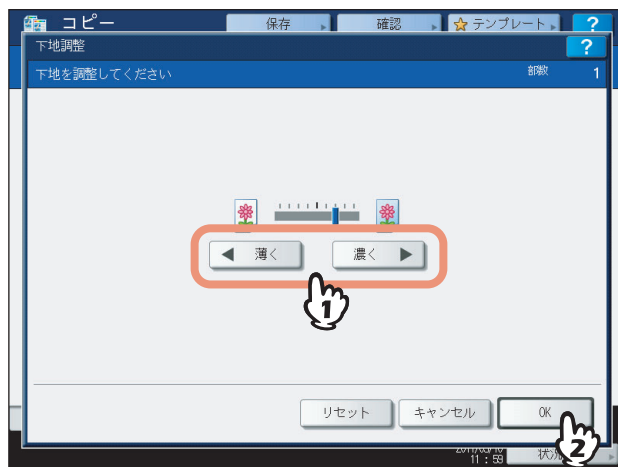 コピー 保存 確認 テンプレート ?
下地調整 ?
下地を調整してください 部数 1
薄く 濃く
1
リセット キャンセル OK
2
11:59